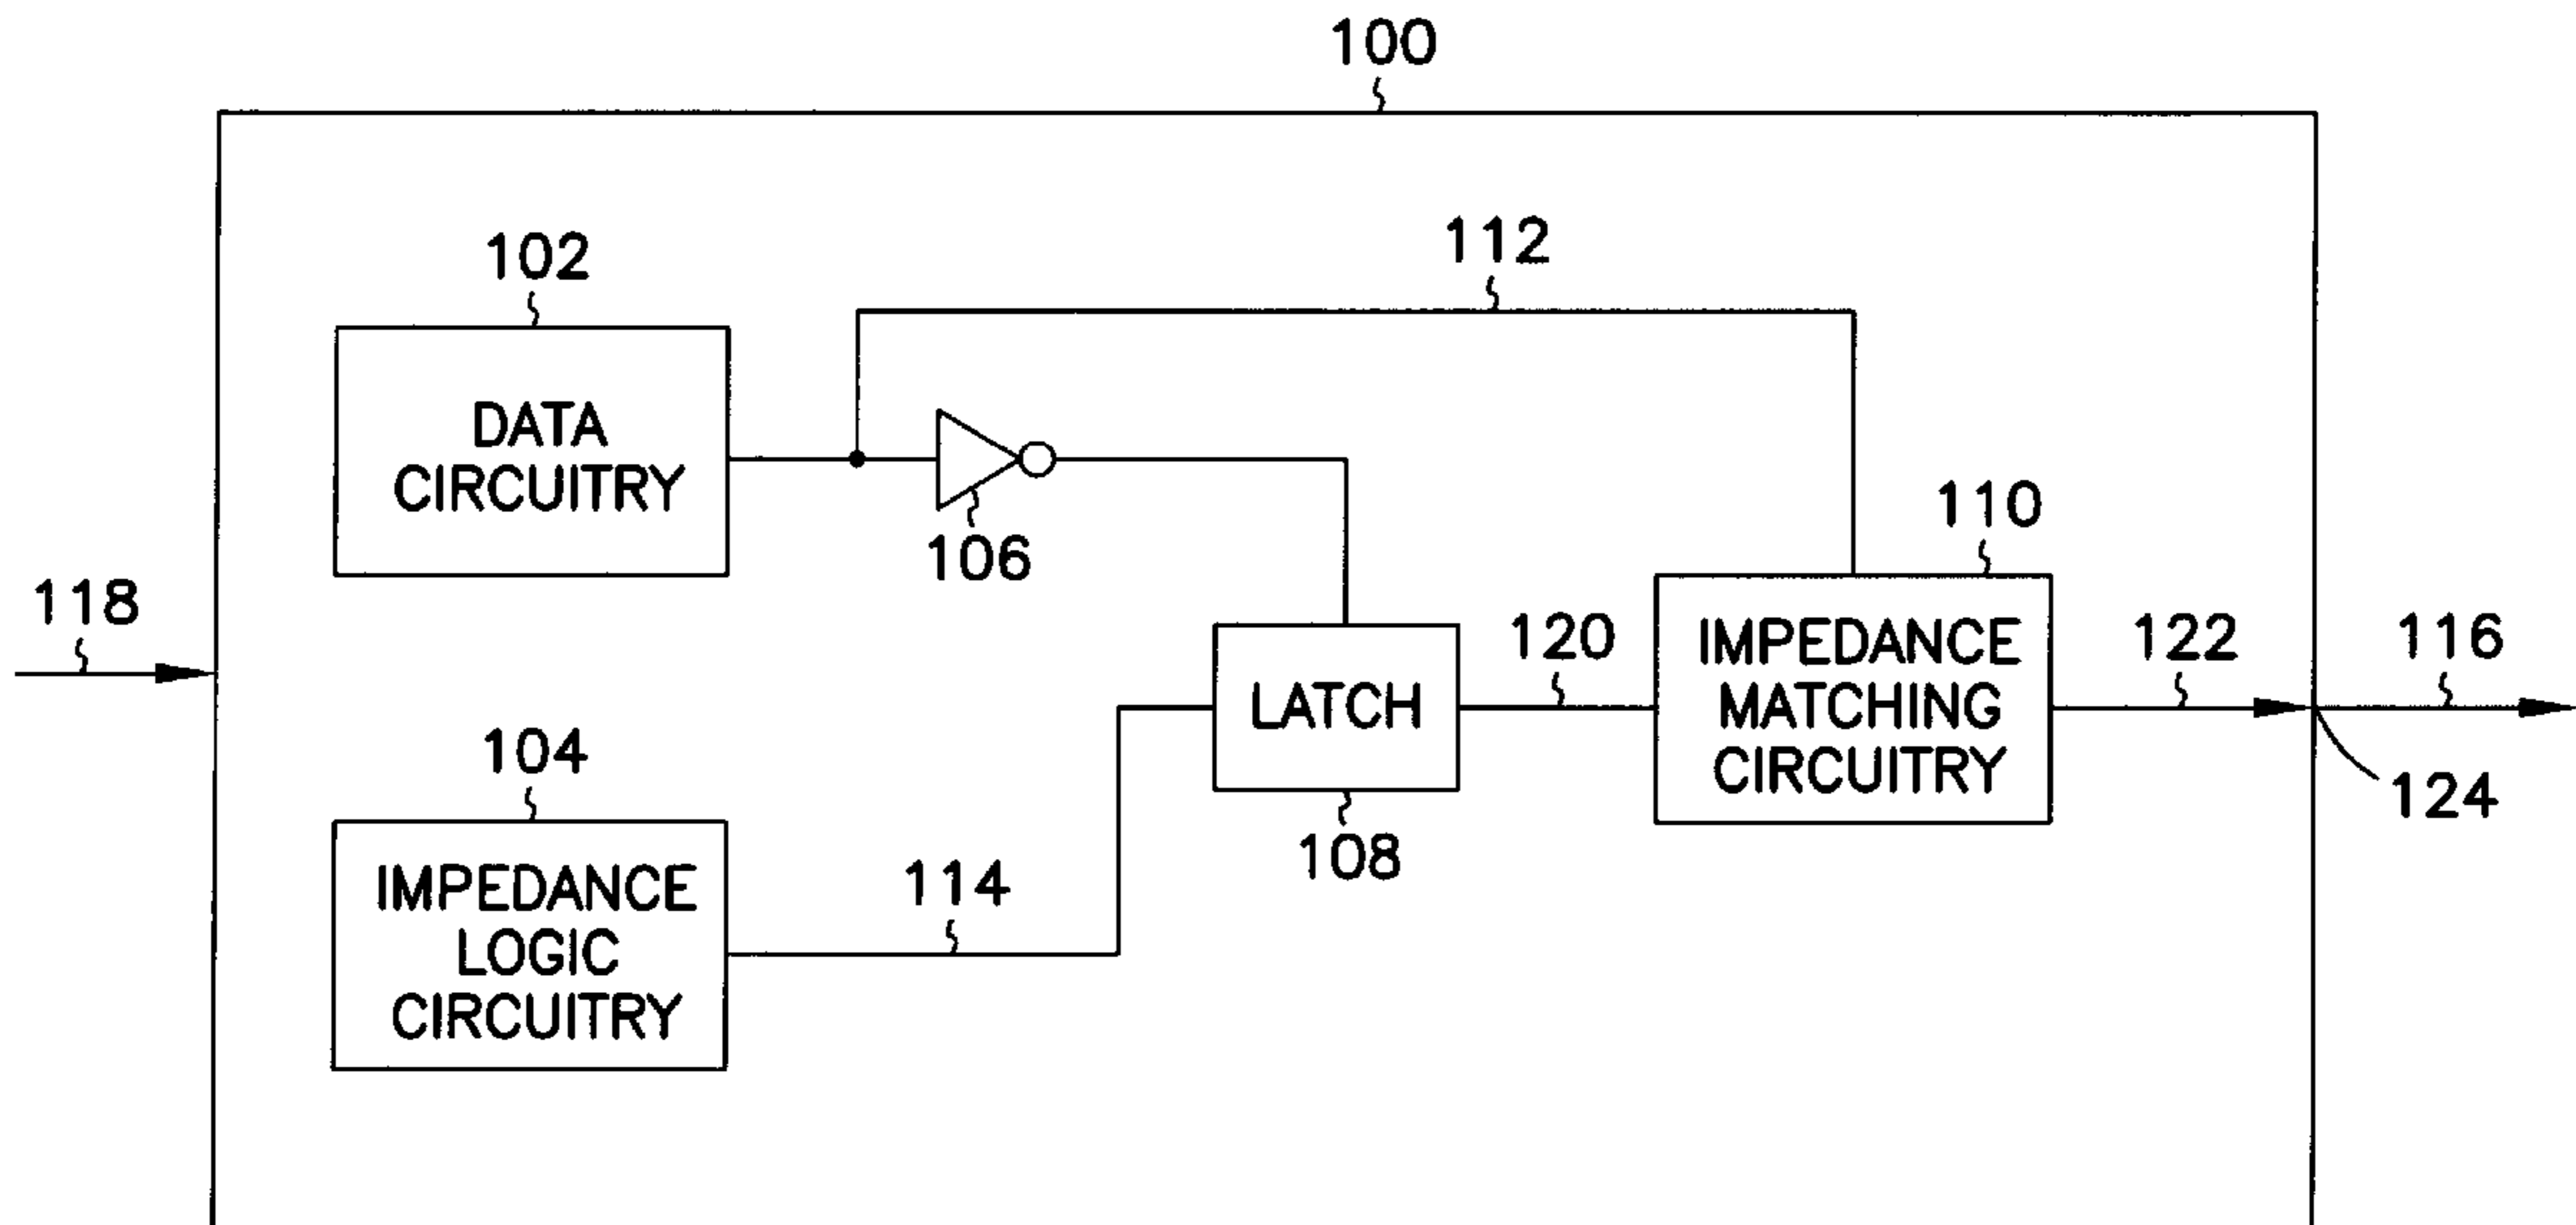 100
102
112
DATA
CIRCUITRY
106
110
118
IMPEDANCE
MATCHING
CIRCUITRY
120
122
116
LATCH
104
124
108
IMPEDANCE
LOGIC
CIRCUITRY
114